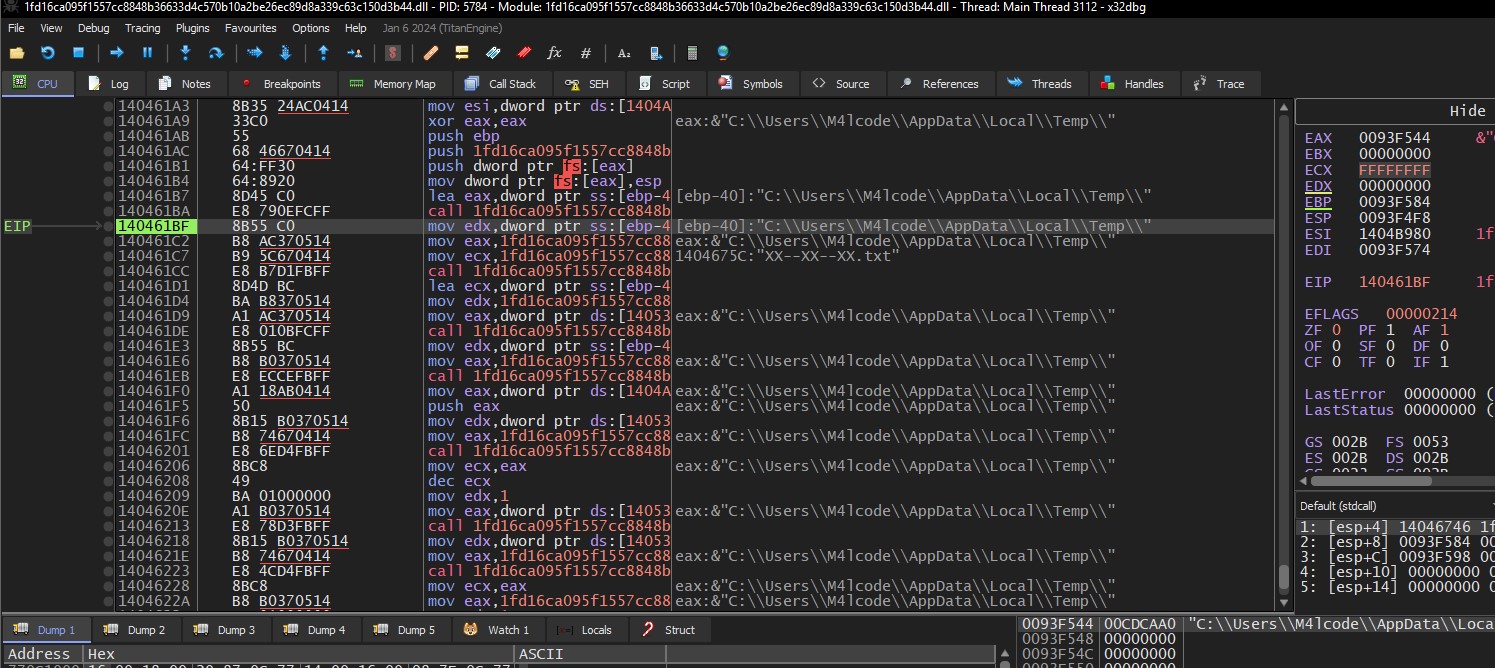 1fd16ca095f1557cc8848b36633d4c570b10a2be26ec89d8a339c63c150d3b44.dll - PID: 5784 - Module: 1fd16ca095f1557cc8848b36633d4c570b10a2be26ec89d8a339c63c150d3b44.dll - Thread: Main Thread 3112 - x32dbg
File View Debug Tracing Plugins Favourites Options Help Jan 6 2024 (TitanEngine)
CPU Log Notes Breakpoints Memory Map Call Stack SEH Script Symbols Source References Threads Handles Trace
140461A3 8B35 24AC0414 mov esi,dword ptr ds:[1404A
140461A9 33C0 xor eax,eax eax:&"C:\\Users\\M4lcode\\AppData\\Local\\Temp\\"
140461AB 55 push ebp
140461AC 68 46670414 push 1fd16ca095f1557cc8848b
140461B1 64:FF30 push dword ptr fs:[eax]
140461B4 64:8920 mov dword ptr fs:[eax],esp
140461B7 8D45 C0 lea eax,dword ptr ss:[ebp-4 [ebp-40]:"C:\\Users\\M4lcode\\AppData\\Local\\Temp\\"
140461BA E8 790EFCFF call 1fd16ca095f1557cc8848b
EIP 140461BF 8B55 C0 mov edx,dword ptr ss:[ebp-4 [ebp-40]:"C:\\Users\\M4lcode\\AppData\\Local\\Temp\\"
140461C2 B8 AC370514 mov eax,1fd16ca095f1557cc88 eax:&"C:\\Users\\M4lcode\\AppData\\Local\\Temp\\"
140461C7 B9 5C670414 mov ecx,1fd16ca095f1557cc88 1404675C:"XX--XX--XX.txt"
140461CC E8 B7D1FBFF call 1fd16ca095f1557cc8848b
140461D1 8D4D BC lea ecx,dword ptr ss:[ebp-4
140461D4 BA B8370514 mov edx,1fd16ca095f1557cc88
140461D9 A1 AC370514 mov eax,dword ptr ds:[14053 eax:&"C:\\Users\\M4lcode\\AppData\\Local\\Temp\\"
140461DE E8 010BFCFF call 1fd16ca095f1557cc8848b
140461E3 8B55 BC mov edx,dword ptr ss:[ebp-4
140461E6 B8 B0370514 mov eax,1fd16ca095f1557cc88 eax:&"C:\\Users\\M4lcode\\AppData\\Local\\Temp\\"
140461EB E8 ECCEFBFF call 1fd16ca095f1557cc8848b
140461F0 A1 18AB0414 mov eax,dword ptr ds:[1404A eax:&"C:\\Users\\M4lcode\\AppData\\Local\\Temp\\"
140461F5 50 push eax eax:&"C:\\Users\\M4lcode\\AppData\\Local\\Temp\\"
140461F6 8B15 B0370514 mov edx,dword ptr ds:[14053
140461FC B8 74670414 mov eax,1fd16ca095f1557cc88 eax:&"C:\\Users\\M4lcode\\AppData\\Local\\Temp\\"
14046201 E8 6ED4FBFF call 1fd16ca095f1557cc8848b
14046206 8BC8 mov ecx,eax eax:&"C:\\Users\\M4lcode\\AppData\\Local\\Temp\\"
14046208 49 dec ecx
14046209 BA 01000000 mov edx,1
1404620E A1 B0370514 mov eax,dword ptr ds:[14053 eax:&"C:\\Users\\M4lcode\\AppData\\Local\\Temp\\"
14046213 E8 78D3FBFF call 1fd16ca095f1557cc8848b
14046218 8B15 B0370514 mov edx,dword ptr ds:[14053
1404621E B8 74670414 mov eax,1fd16ca095f1557cc88 eax:&"C:\\Users\\M4lcode\\AppData\\Local\\Temp\\"
14046223 E8 4CD4FBFF call 1fd16ca095f1557cc8848b
14046228 8BC8 mov ecx,eax eax:&"C:\\Users\\M4lcode\\AppData\\Local\\Temp\\"
1404622A B8 B0370514 mov eax,1fd16ca095f1557cc88 eax:&"C:\\Users\\M4lcode\\AppData\\Local\\Temp\\"
Hide
EAX 0093F544 &"
EBX 00000000
ECX FFFFFFFF
EDX 00000000
EBP 0093F584
ESP 0093F4F8
ESI 1404B980 1f
EDI 0093F574
EIP 140461BF 1f
EFLAGS 00000214
ZF 0 PF 1 AF 1
OF 0 SF 0 DF 0
CF 0 TF 0 IF 1
LastError 00000000 (
LastStatus 00000000 (
GS 002B FS 0053
ES 002B DS 002B
Default (stdcall)
1: [esp+4] 14046746 1f
2: [esp+8] 0093F584 00
3: [esp+C] 0093F598 00
4: [esp+10] 00000000 0
5: [esp+14] 00000000 0
Dump 1 Dump 2 Dump 3 Dump 4 Dump 5 Watch 1 Locals Struct
Address Hex ASCII
0093F544 00CDCAA0 "C:\\Users\\M4lcode\\AppData\\Loca
0093F548 00000000
0093F54C 00000000